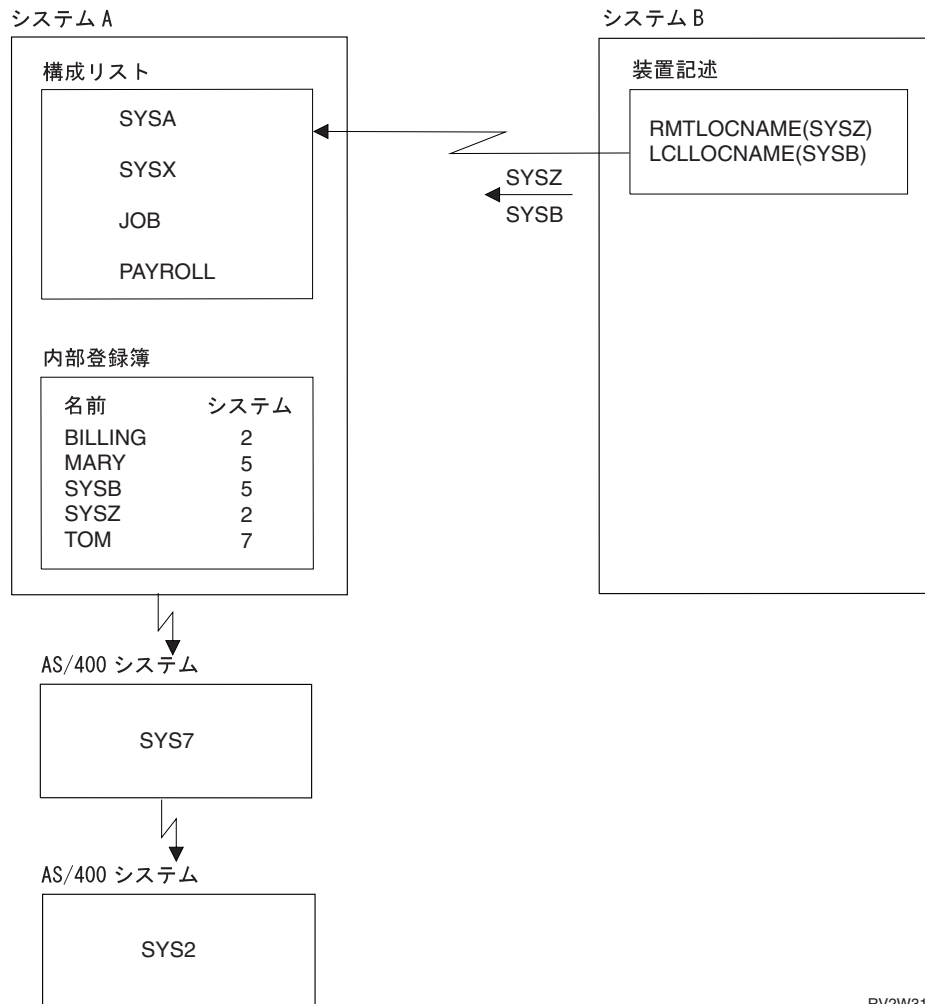 システム A
システム B
構成リスト
SYSA
SYSX
JOB
PAYROLL
装置記述
RMTLOCNAME(SYSZ)
LCLLOCNAME(SYSB)
SYSZ
SYSB
内部登録簿
名前 システム
BILLING 2
MARY 5
SYSB 5
SYSZ 2
TOM 7
AS/400 システム
SYS7
AS/400 システム
SYS2